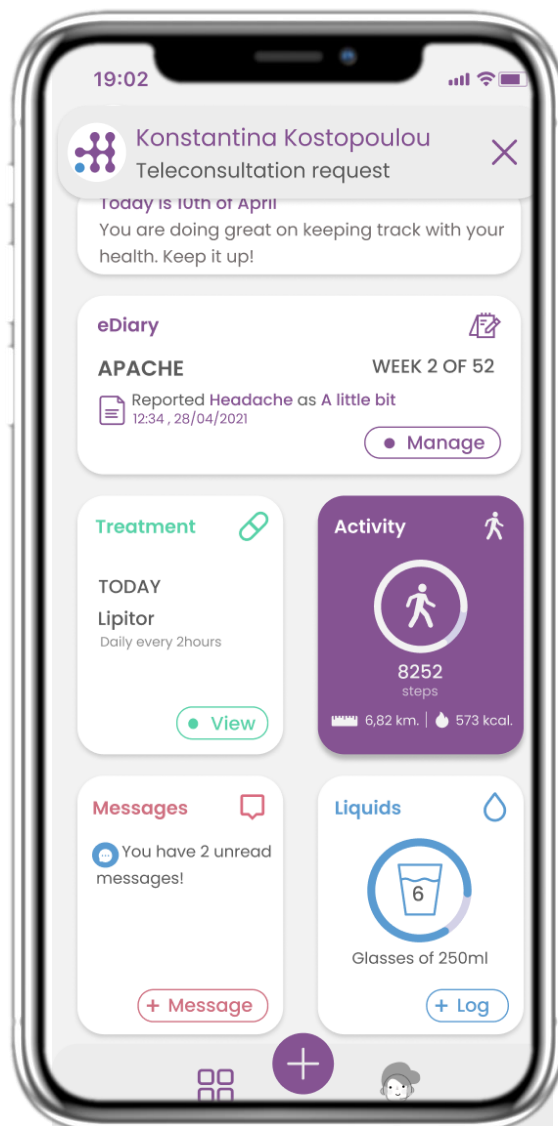 19:02
Konstantina Kostopoulou
Teleconsultation request
Today is 10th of April
You are doing great on keeping track with your
health. Keep it up!
eDiary
APACHE
WEEK 2 OF 52
Reported Headache as A little bit
12:34 , 28/04/2021
Manage
Treatment
TODAY
Lipitor
Daily every 2hours
View
Activity
8252
steps
6,82 km.
573 kcal.
Messages
You have 2 unread
messages!
+ Message
Liquids
6
Glasses of 250ml
+ Log